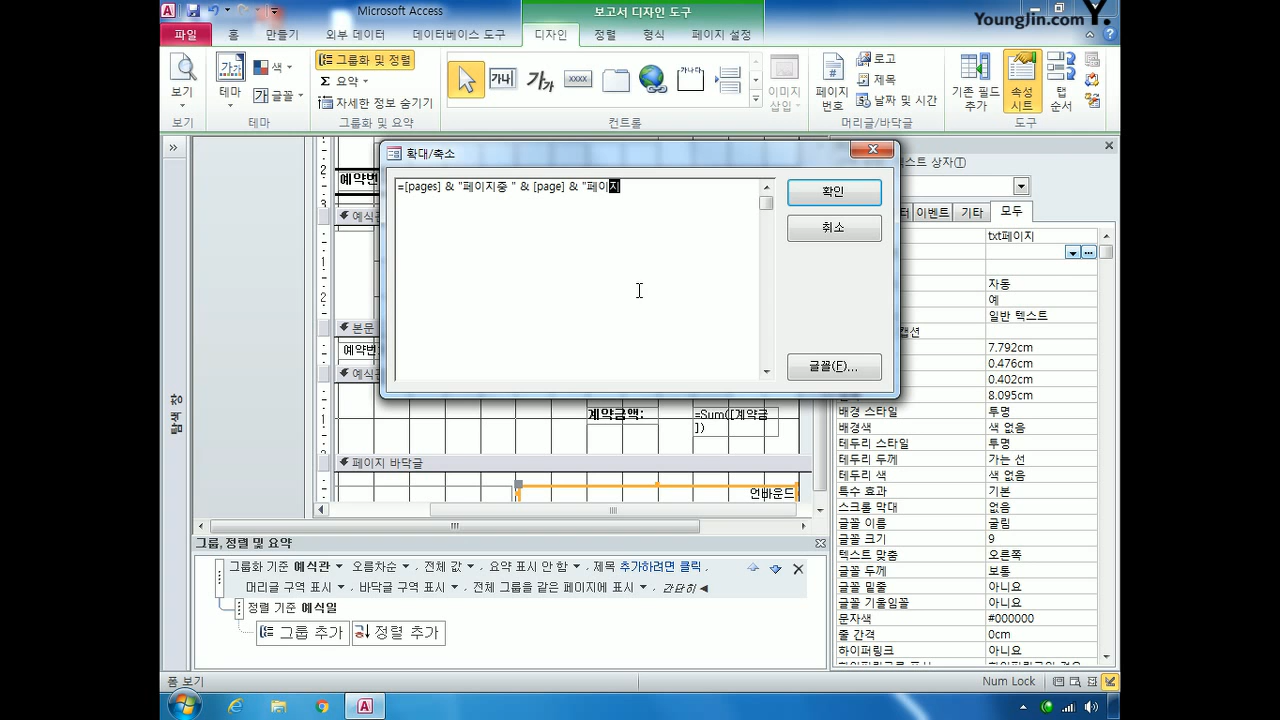 Microsoft Access
보고서 디자인 도구
YoungJin.com Y.
파일 홈 만들기 외부 데이터 데이터베이스 도구 디자인 정렬 형식 페이지 설정
보기
보기
테마
색
가 글꼴
테마
그룹화 및 정렬
Σ 요약
자세한 정보 숨기기
그룹화 및 요약
가나
가가
XXXX
가나다
이미지 삽입
컨트롤
페이지 번호
로고
제목
날짜 및 시간
머리글/바닥글
기존 필드 추가
속성 시트
탭 순서
도구
확대/축소
=[pages] & "페이지중 " & [page] & "페이지
확인
취소
글꼴(F)...
이벤트 기타 모두
txt페이지
자동
예
일반 텍스트
7.792cm
0.476cm
0.402cm
8.095cm
배경 스타일 투명
배경색 색 없음
테두리 스타일 투명
테두리 두께 가는 선
테두리 색 색 없음
특수 효과 기본
스크롤 막대 없음
글꼴 이름 굴림
글꼴 크기 9
텍스트 맞춤 오른쪽
글꼴 두께 보통
글꼴 밑줄 아니요
글꼴 기울임꼴 아니요
문자색 #000000
줄 간격 0cm
하이퍼링크 아니요
탐색 창
본문
계약금액:
=Sum([계약금
])
페이지 바닥글
언바운드
그룹, 정렬 및 요약
그룹화 기준 예식관 오름차순 , 전체 값 , 요약 표시 안 함 , 제목 추가하려면 클릭 ,
머리글 구역 표시 , 바닥글 구역 표시 , 전체 그룹을 같은 페이지에 표시 , 간단히
정렬 기준 예식일
그룹 추가 정렬 추가
폼 보기
Num Lock